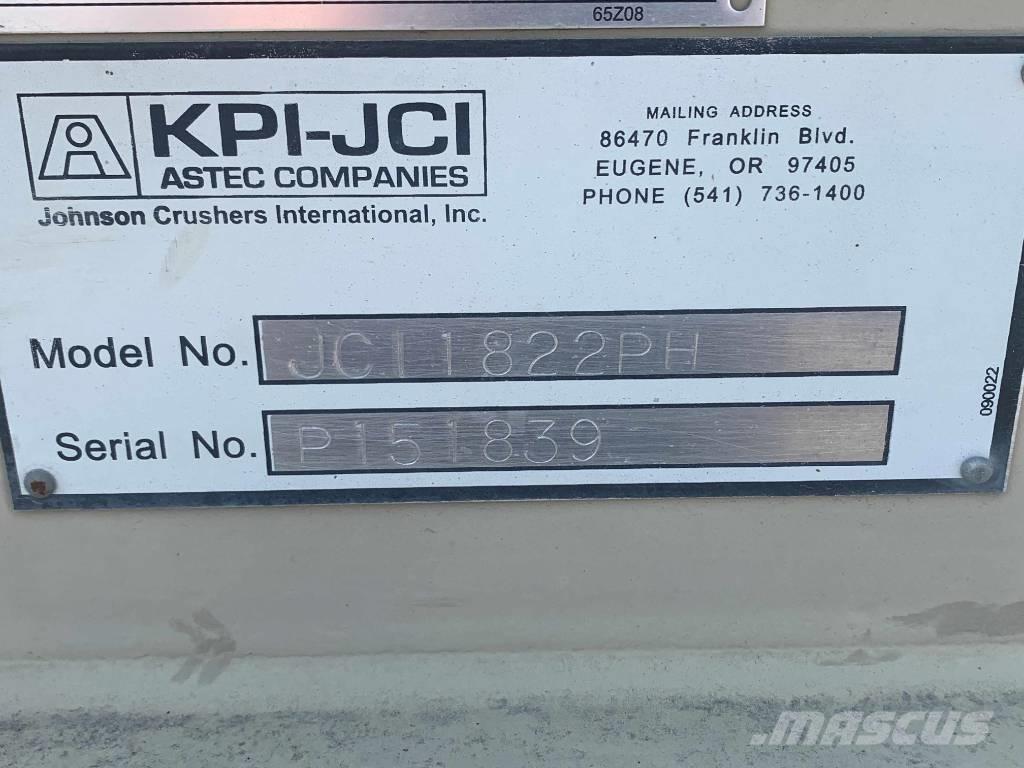 65Z08
KPI-JCI
ASTEC COMPANIES
Johnson Crushers International, Inc.
MAILING ADDRESS
86470 Franklin Blvd.
EUGENE, OR 97405
PHONE (541) 736-1400
Model No. JCI1822PH
Serial No. P151839
090022
MASCUS